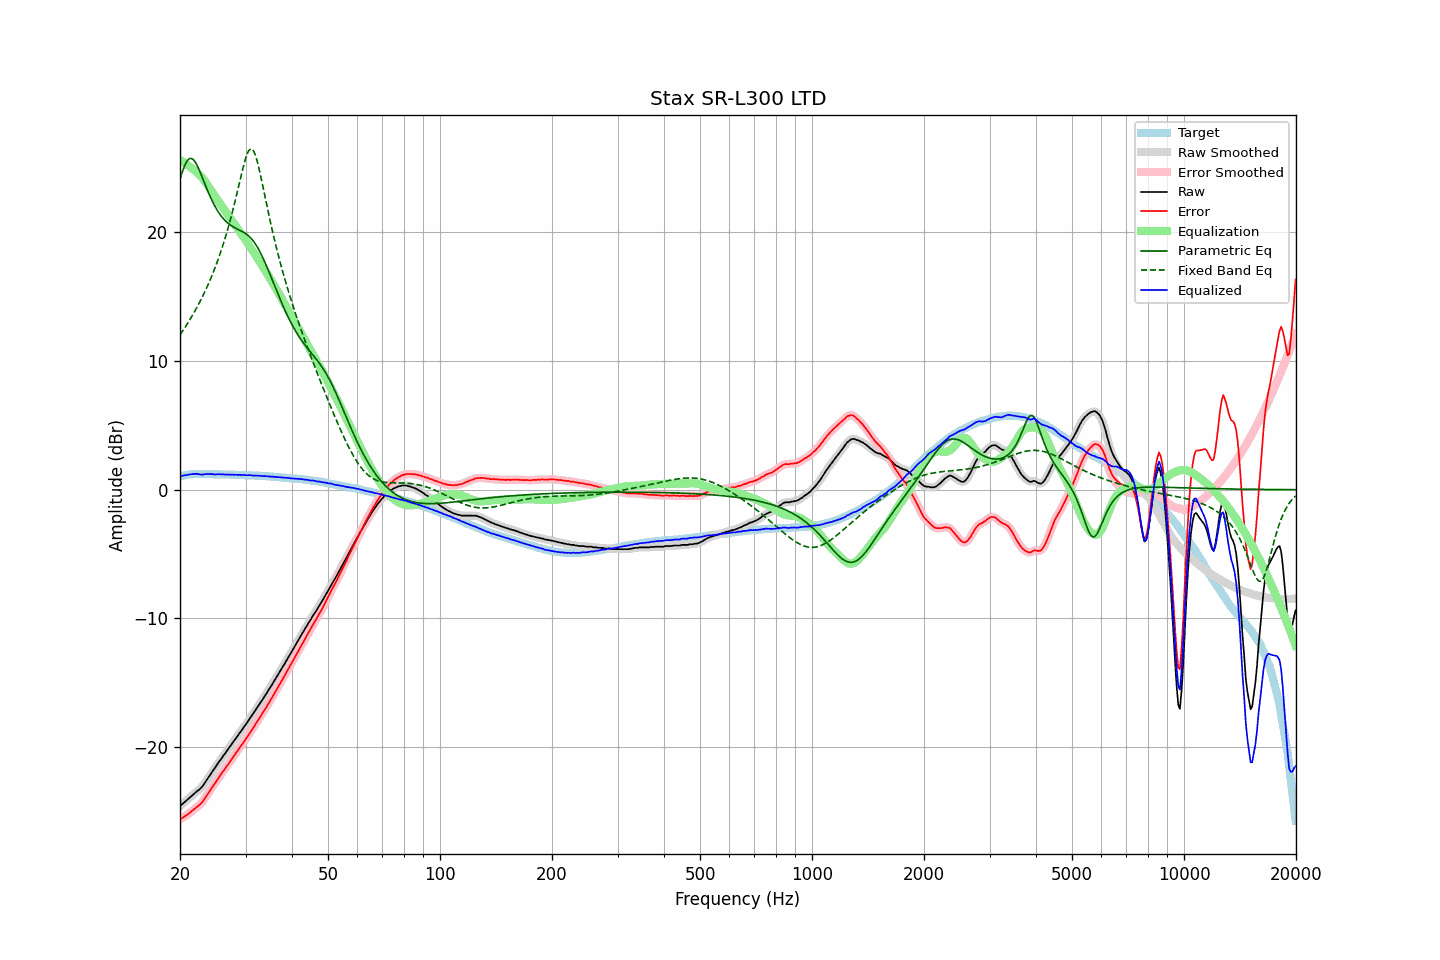 Stax SR-L300 LTD
Target
Raw Smoothed
Error Smoothed
Raw
Error
Equalization
Parametric Eq
Fixed Band Eq
Equalized
Amplitude (dBr)
20
10
0
−10
−20
20 50 100 200 500 1000 2000 5000 10000 20000
Frequency (Hz)